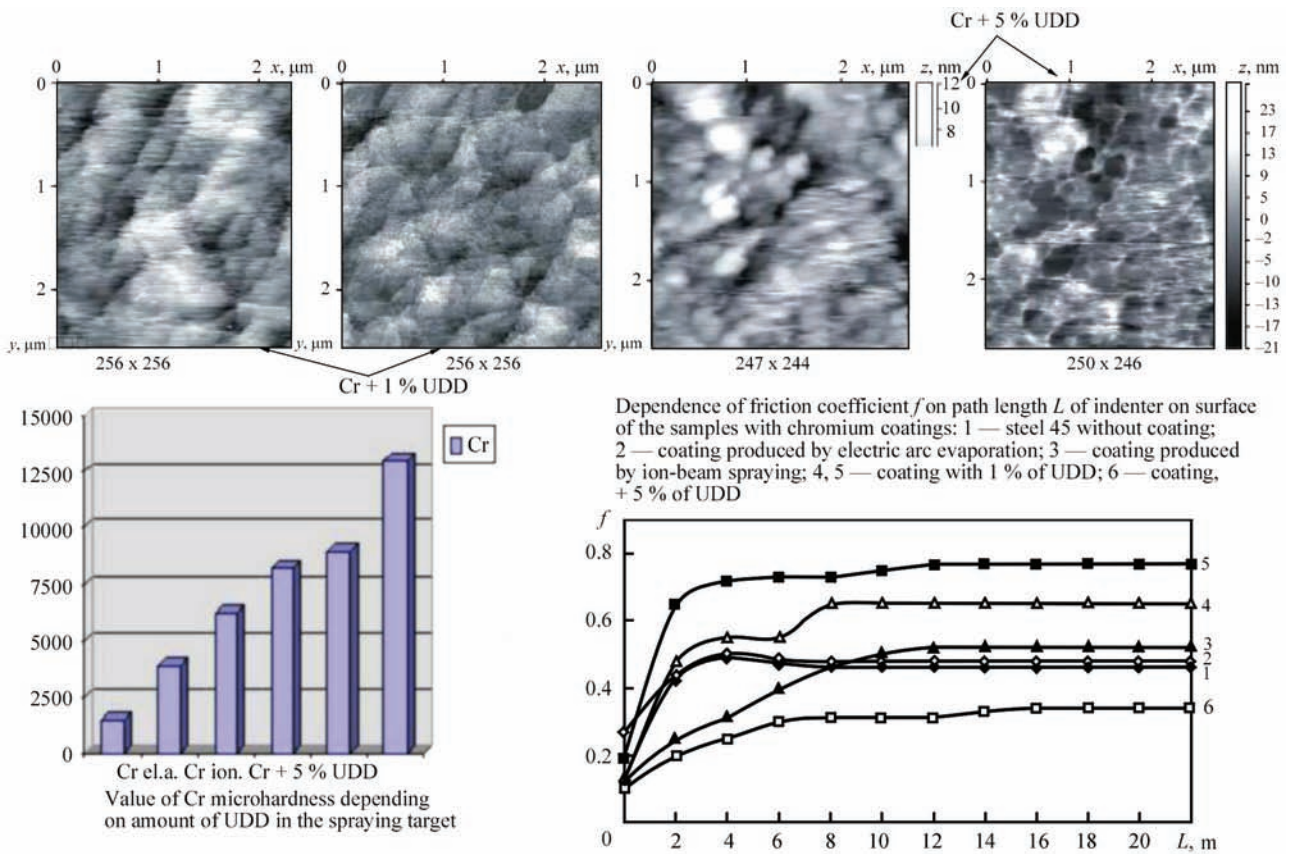 Cr + 5 % UDD
0 1 2 x, μm
0 1 2 x, μm
0 1 x, μm z, nm
0 1 2 x, μm z, nm
0
1
2
y, μm
y, μm
0
1
2
y, μm
12
10
8
0
1
2
23
17
13
9
5
0
–2
–5
–10
–13
–17
–21
256 x 256
256 x 256
247 x 244
250 x 246
Cr + 1 % UDD
15000
12500
10000
7500
5000
2500
0
Cr
Cr el.a. Cr ion. Cr + 5 % UDD
Value of Cr microhardness depending
on amount of UDD in the spraying target
Dependence of friction coefficient f on path length L of indenter on surface
of the samples with chromium coatings: 1 — steel 45 without coating;
2 — coating produced by electric arc evaporation; 3 — coating produced
by ion-beam spraying; 4, 5 — coating with 1 % of UDD; 6 — coating,
+ 5 % of UDD
f
0.8
0.6
0.4
0.2
0
5
4
3
2
1
6
2 4 6 8 10 12 14 16 18 20 L, m